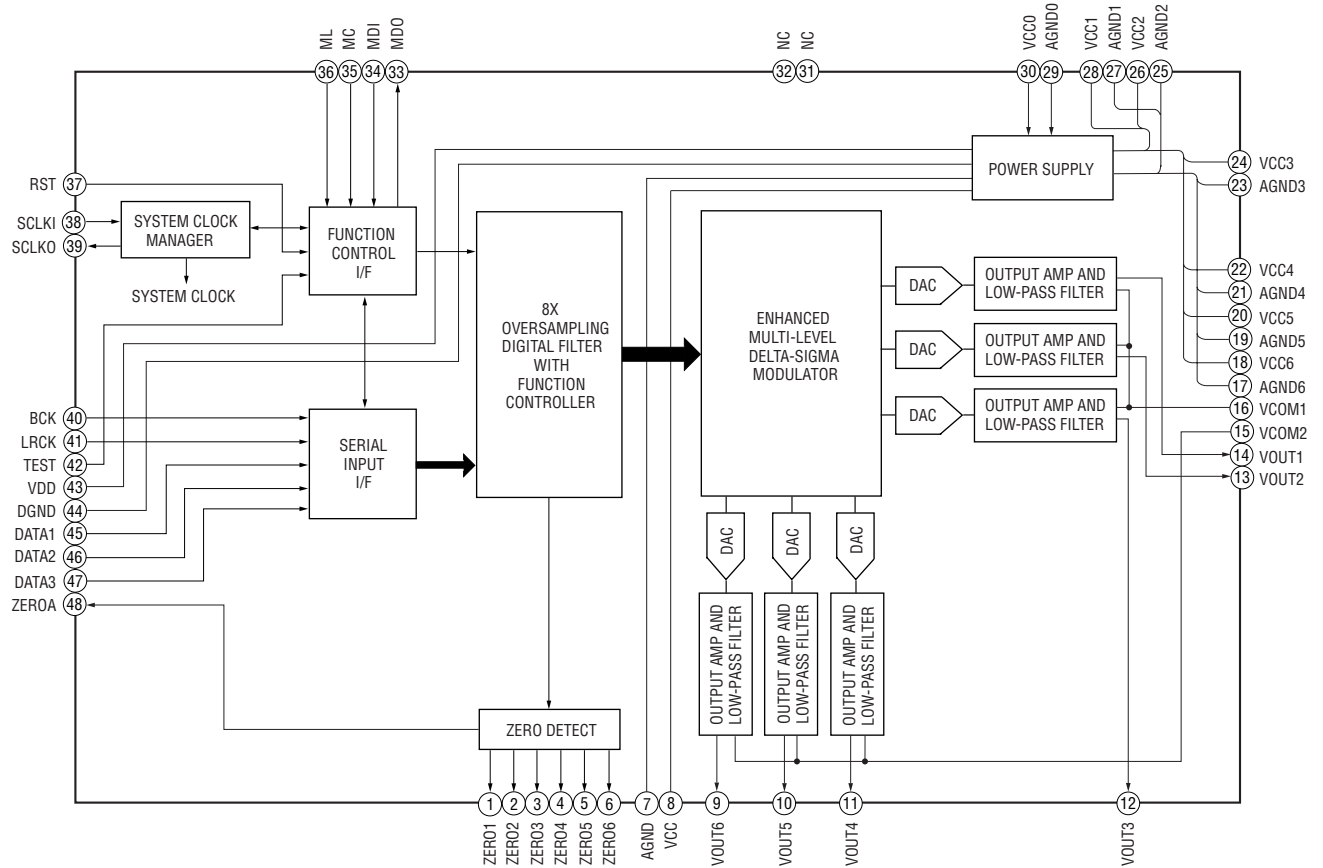 ML
MC
MDI
MDO
NC
NC
VCC0
AGND0
VCC1
AGND1
VCC2
AGND2
36
35
34
33
32
31
30
29
28
27
26
25
RST
37
SCLKI
38
SCLKO
39
SYSTEM CLOCK
MANAGER
SYSTEM CLOCK
FUNCTION
CONTROL
I/F
POWER SUPPLY
24
VCC3
23
AGND3
22
VCC4
21
AGND4
20
VCC5
19
AGND5
18
VCC6
17
AGND6
16
VCOM1
15
VCOM2
14
VOUT1
13
VOUT2
8X
OVERSAMPLING
DIGITAL FILTER
WITH
FUNCTION
CONTROLLER
ENHANCED
MULTI-LEVEL
DELTA-SIGMA
MODULATOR
DAC
OUTPUT AMP AND
LOW-PASS FILTER
DAC
OUTPUT AMP AND
LOW-PASS FILTER
DAC
OUTPUT AMP AND
LOW-PASS FILTER
BCK
40
LRCK
41
TEST
42
VDD
43
DGND
44
DATA1
45
DATA2
46
DATA3
47
ZEROA
48
SERIAL
INPUT
I/F
DAC
DAC
DAC
OUTPUT AMP AND
LOW-PASS FILTER
OUTPUT AMP AND
LOW-PASS FILTER
OUTPUT AMP AND
LOW-PASS FILTER
ZERO DETECT
1
2
3
4
5
6
7
8
9
10
11
12
ZERO1
ZERO2
ZERO3
ZERO4
ZERO5
ZERO6
AGND
VCC
VOUT6
VOUT5
VOUT4
VOUT3